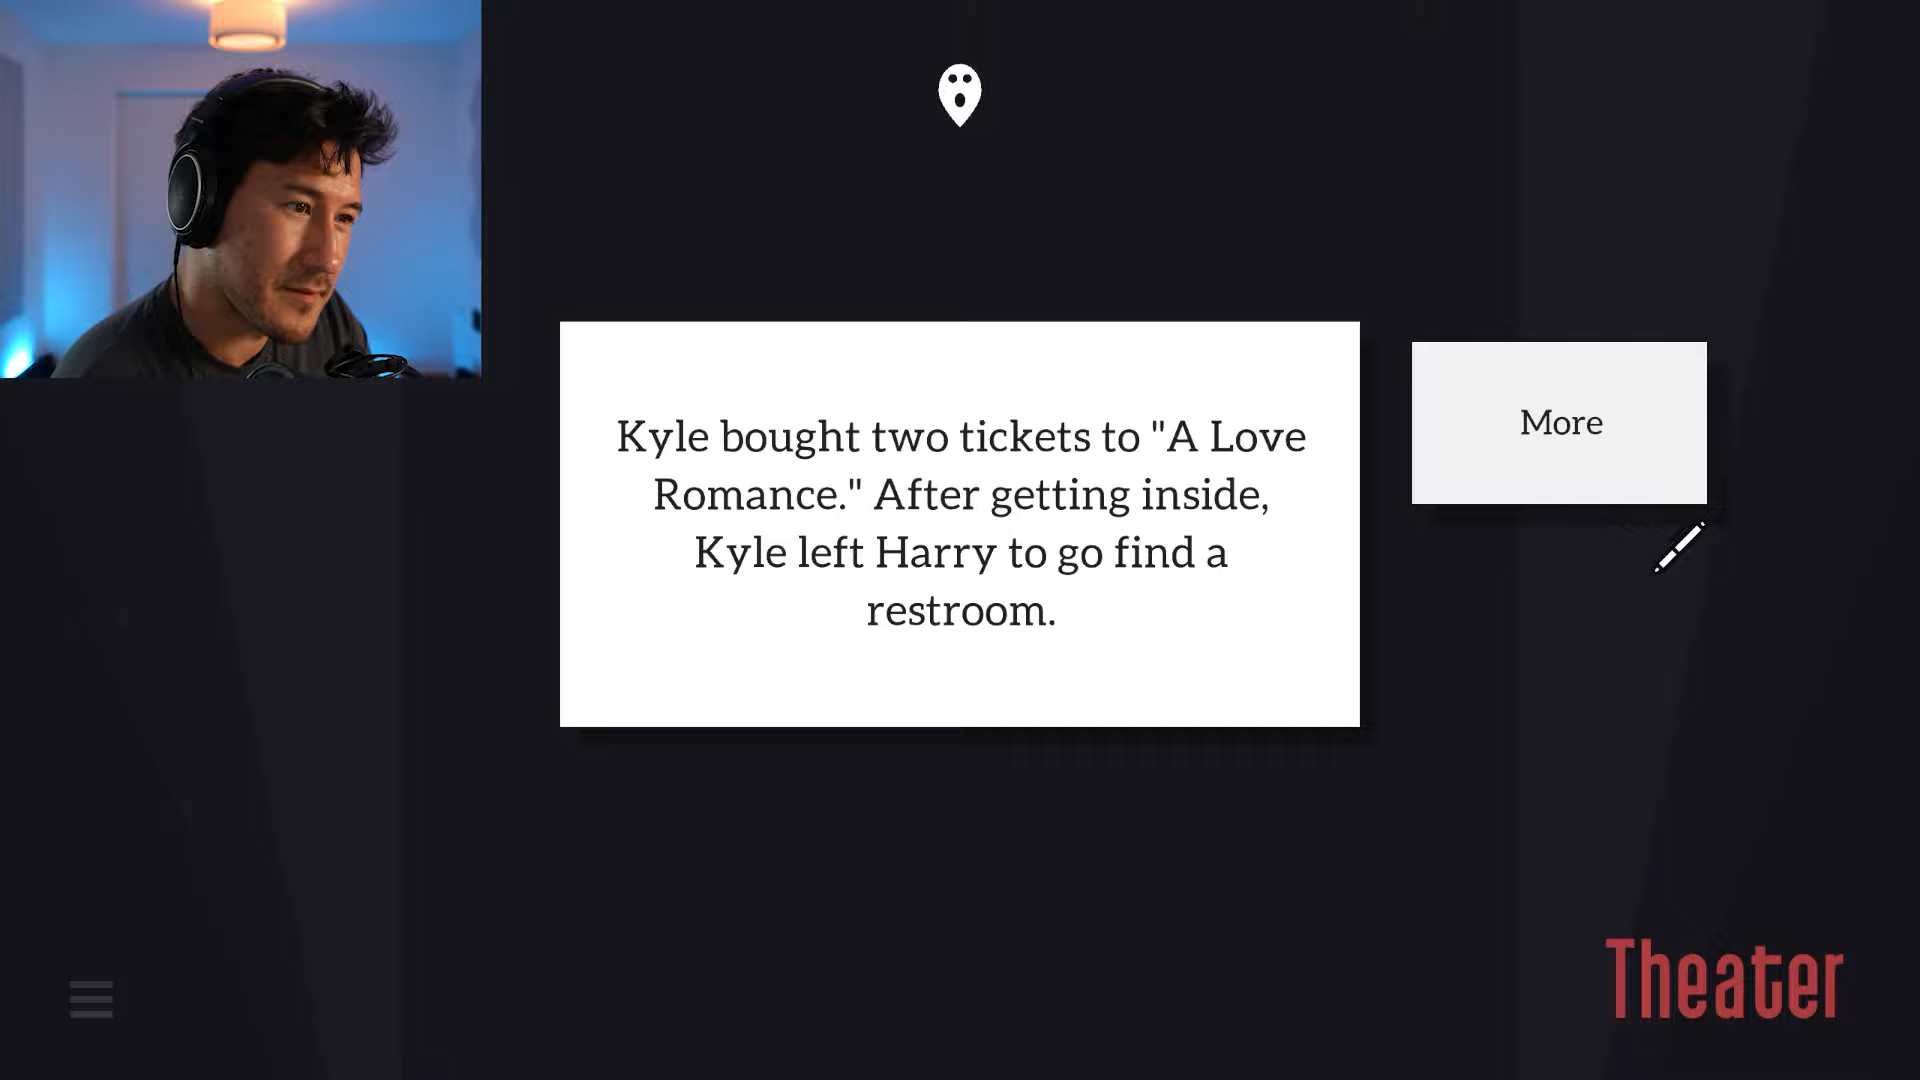 Kyle bought two tickets to "A Love
Romance." After getting inside,
Kyle left Harry to go find a
restroom.
More
Theater